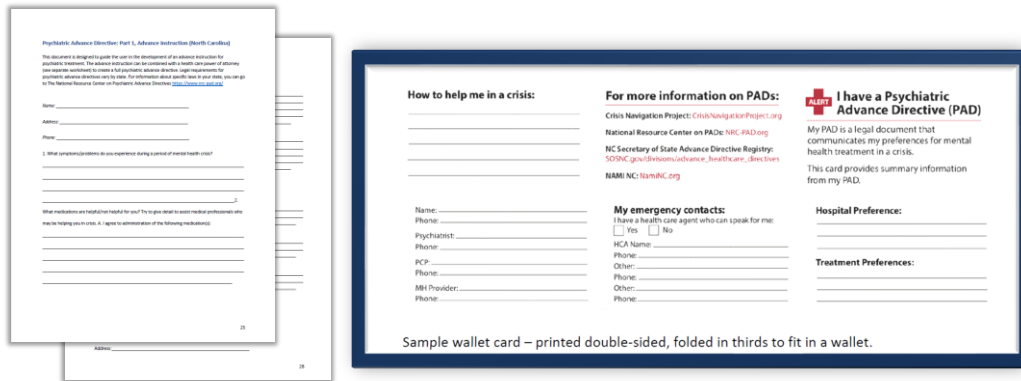 Psychiatric Advance Directive: Part 1, Advance Instruction (North Carolina)
This document is designed to guide the user in the development of an advance instruction for
psychiatric treatment. The advance instruction can be combined with a health care power of attorney
(see separate worksheet) to create a full psychiatric advance directive. Legal requirements for
psychiatric advance directives vary by state. For information about specific laws in your state, you can go
to The National Resource Center on Psychiatric Advance Directives https://www.nrc-pad.org/
Name:
Address:
Phone:
1. What symptoms/problems do you experience during a period of mental health crisis?
2.
What medications are helpful/not helpful for you? Try to give detail to assist medical professionals who
may be helping you in crisis. A. I agree to administration of the following medication(s):
25
Address:
28
How to help me in a crisis:
Name:
Phone:
Psychiatrist:
Phone:
PCP:
Phone:
MH Provider:
Phone:
For more information on PADs:
Crisis Navigation Project: CrisisNavigationProject.org
National Resource Center on PADs: NRC-PAD.org
NC Secretary of State Advance Directive Registry:
SOSNC.gov/divisions/advance_healthcare_directives
NAMI NC: NamiNC.org
My emergency contacts:
I have a health care agent who can speak for me:
Yes No
HCA Name:
Phone:
Other:
Phone:
Other:
Phone:
ALERT I have a Psychiatric
Advance Directive (PAD)
My PAD is a legal document that
communicates my preferences for mental
health treatment in a crisis.
This card provides summary information
from my PAD.
Hospital Preference:
Treatment Preferences:
Sample wallet card – printed double-sided, folded in thirds to fit in a wallet.